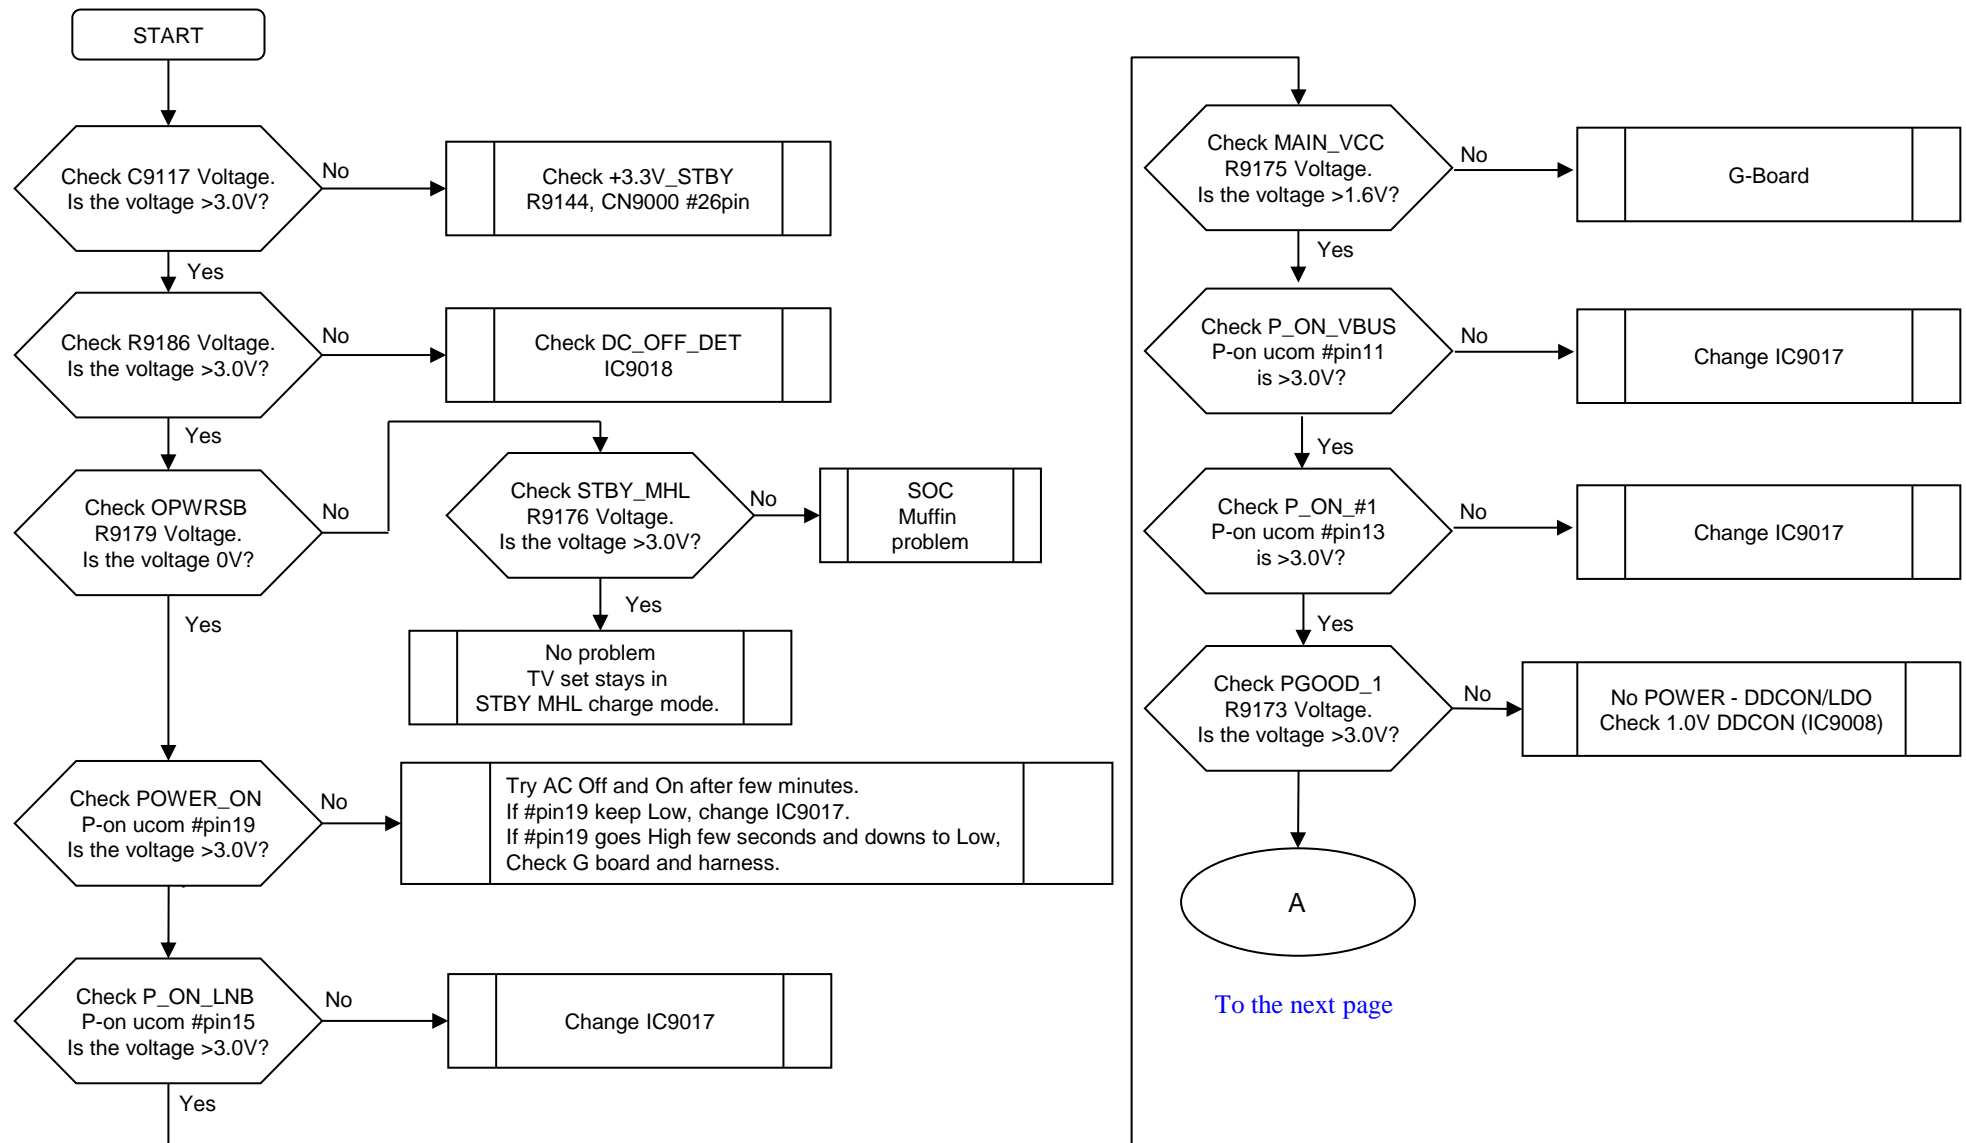 START
Check C9117 Voltage.
Is the voltage >3.0V?
No
Check +3.3V_STBY
R9144, CN9000 #26pin
Yes
Check R9186 Voltage.
Is the voltage >3.0V?
No
Check DC_OFF_DET
IC9018
Yes
Check OPWRSB
R9179 Voltage.
Is the voltage 0V?
No
Check STBY_MHL
R9176 Voltage.
Is the voltage >3.0V?
No
SOC
Muffin
problem
Yes
No problem
TV set stays in
STBY MHL charge mode.
Yes
Check POWER_ON
P-on ucom #pin19
Is the voltage >3.0V?
No
Try AC Off and On after few minutes.
If #pin19 keep Low, change IC9017.
If #pin19 goes High few seconds and downs to Low,
Check G board and harness.
Check P_ON_LNB
P-on ucom #pin15
Is the voltage >3.0V?
No
Change IC9017
Yes
Check MAIN_VCC
R9175 Voltage.
Is the voltage >1.6V?
No
G-Board
Yes
Check P_ON_VBUS
P-on ucom #pin11
is >3.0V?
No
Change IC9017
Yes
Check P_ON_#1
P-on ucom #pin13
is >3.0V?
No
Change IC9017
Yes
Check PGOOD_1
R9173 Voltage.
Is the voltage >3.0V?
No
No POWER - DDCON/LDO
Check 1.0V DDCON (IC9008)
A
To the next page